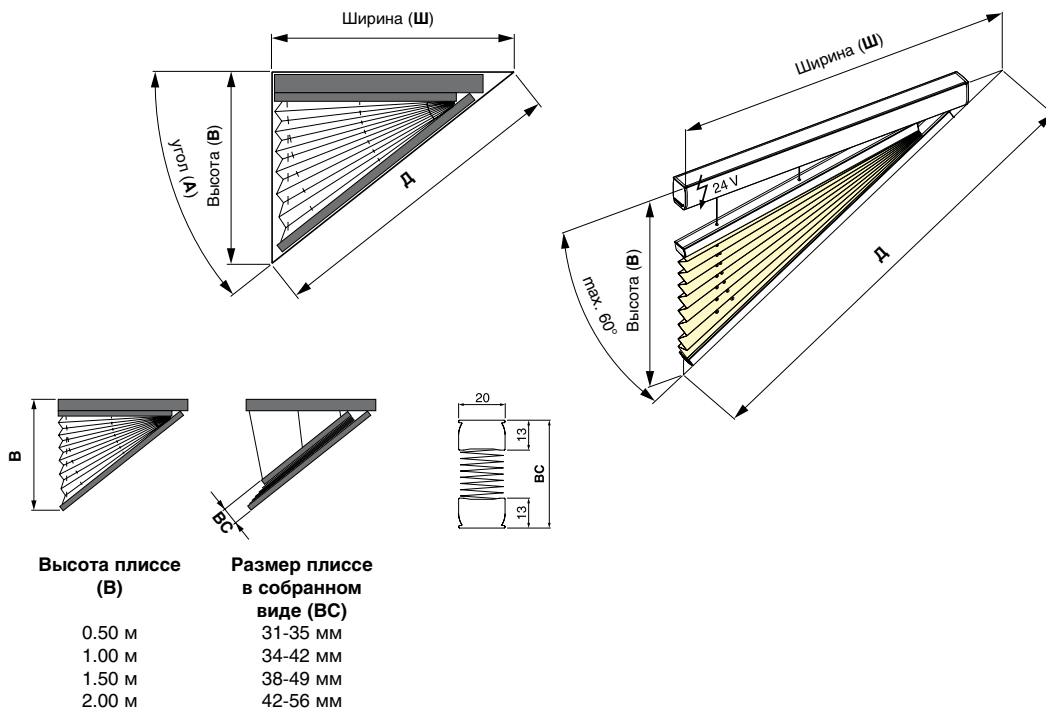 Ширина (Ш)
угол (A)
Высота (В)
Д
Ширина (Ш)
24 V
max. 60°
Высота (В)
Д
В
ВС
20
13
ВС
13
Высота плиссе
(В)
Размер плиссе
в собранном
виде (ВС)
0.50 м
31-35 мм
1.00 м
34-42 мм
1.50 м
38-49 мм
2.00 м
42-56 мм